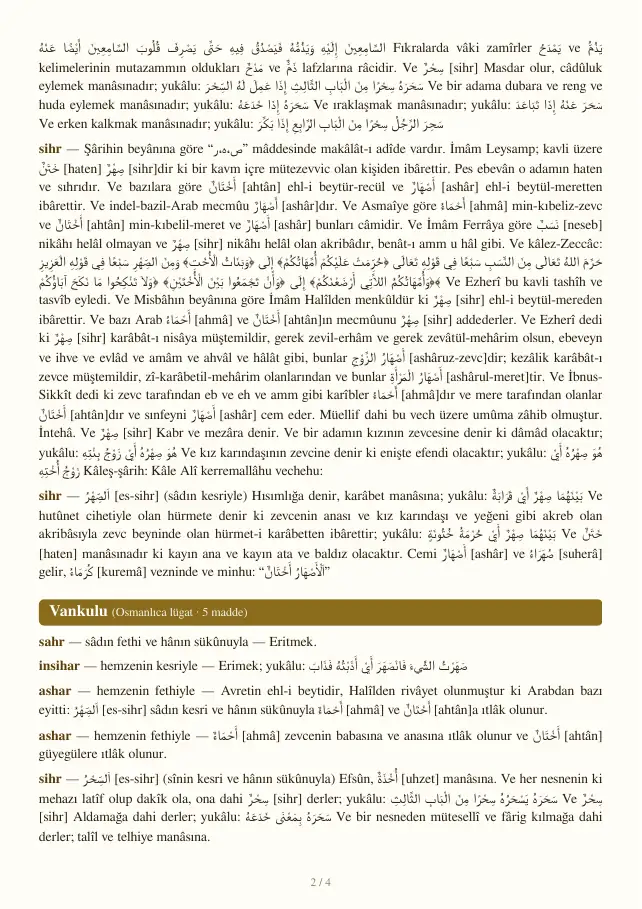 السَّامِعِينَ إِلَيْهِ وَيَذُمُّهُ فَيَصْدُقُ فِيهِ حَتَّى يَصْرِفَ قُلُوبَ السَّامِعِينَ أَيْضًا عَنْهُ Fıkralarda vâki zamîrler يَمْدَحُ ve يَذُمُّ
kelimelerinin mutazammın oldukları مَدْحٌ ve ذَمٌّ lafzlarına râcidir. Ve سِحْرٌ [sihr] Masdar olur, câdûluk
eylemek manâsınadır; yukâlu: سَحَرَهُ سِحْرًا مِنَ الْبَابِ الثَّالِثِ إِذَا عَمِلَ لَهُ السِّحْرَ Ve bir adama dubara ve reng ve
huda eylemek manâsınadır; yukâlu: سَحَرَهُ إِذَا خَدَعَهُ Ve ıraklaşmak manâsınadır; yukâlu: سَحَرَ عَنْهُ إِذَا تَبَاعَدَ
Ve erken kalkmak manâsınadır; yukâlu: سَحِرَ الرَّجُلُ سِحْرًا مِنَ الْبَابِ الرَّابِعِ إِذَا بَكَّرَ
sihr — Şârihin beyânına göre “ص,ه,ر” mâddesinde makâlât-ı adîde vardır. İmâm Leysamp; kavli üzere
خَتَنٌ [haten] صِهْرٌ [sihr]dir ki bir kavm içre mütezevvic olan kişiden ibârettir. Pes ebevân o adamın haten
ve sıhrıdır. Ve bazılara göre أَخْتَانٌ [ahtân] ehl-i beytür-recül ve أَصْهَارٌ [ashâr] ehl-i beytül-meretten
ibârettir. Ve indel-bazil-Arab mecmûu أَصْهَارٌ [ashâr]dır. Ve Asmaîye göre أَحْمَاءٌ [ahmâ] min-kıbeliz-zevc
ve أَخْتَانٌ [ahtân] min-kıbelil-meret ve أَصْهَارٌ [ashâr] bunları câmidir. Ve İmâm Ferrâya göre نَسَبٌ [neseb]
nikâhı helâl olmayan ve صِهْرٌ [sihr] nikâhı helâl olan akribâdır, benât-ı amm u hâl gibi. Ve kâlez-Zeccâc:
حَرَّمَ اللهُ تَعَالَى مِنَ النَّسَبِ سَبْعًا فِي قَوْلِهِ تَعَالَى ﴿حُرِّمَتْ عَلَيْكُمْ أُمَّهَاتُكُمْ﴾ إِلَى ﴿وَبَنَاتُ الْأُخْتِ﴾ وَمِنَ الصِّهْرِ سَبْعًا فِي قَوْلِهِ الْعَزِيزِ
﴿وَأُمَّهَاتُكُمُ اللاَّتِي أَرْضَعْنَكُمْ﴾ إِلَى ﴿وَأَنْ تَجْمَعُوا بَيْنَ الْأُخْتَيْنِ﴾ ﴿وَلاَ تَنْكِحُوا مَا نَكَحَ آبَاؤُكُمْ﴾ Ve Ezherî bu kavli tashîh ve
tasvîb eyledi. Ve Misbâhın beyânına göre İmâm Halîlden menkûldür ki صِهْرٌ [sihr] ehl-i beytül-mereden
ibârettir. Ve bazı Arab أَحْمَاءٌ [ahmâ] ve أَخْتَانٌ [ahtân]ın mecmûnu صِهْرٌ [sihr] addederler. Ve Ezherî dedi
ki صِهْرٌ [sihr] karâbât-ı nisâya müştemildir, gerek zevil-erhâm ve gerek zevâtül-mehârim olsun, ebeveyn
ve ihve ve evlâd ve amâm ve ahvâl ve hâlât gibi, bunlar أَصْهَارُ الزَّوْجِ [ashâruz-zevc]dir; kezâlik karâbât-ı
zevce müştemildir, zî-karâbetil-mehârim olanlarından ve bunlar أَصْهَارُ الْمَرْأَةِ [ashârul-meret]tir. Ve İbnus-
Sikkît dedi ki zevc tarafından eb ve eh ve amm gibi karîbler أَحْمَاءٌ [ahmâ]dır ve mere tarafından olanlar
أَخْتَانٌ [ahtân]dır ve sınfeyni أَصْهَارٌ [ashâr] cem eder. Müellif dahi bu vech üzere umûma zâhib olmuştur.
İntehâ. Ve صِهْرٌ [sihr] Kabr ve mezâra denir. Ve bir adamın kızının zevcesine denir ki dâmâd olacaktır;
yukâlu: هُوَ صِهْرُهُ أَيْ زَوْجُ بِنْتِهِ Ve kız karındaşının zevcine denir ki enişte efendi olacaktır; yukâlu: هُوَ صِهْرُهُ أَيْ
زَوْجُ أُخْتِهِ Kâleş-şârih: Kâle Alî kerremallâhu vechehu:
sihr — اَلصِّهْرُ [es-sihr] (sâdın kesriyle) Hısımlığa denir, karâbet manâsına; yukâlu: بَيْنَهُمَا صِهْرٌ أَيْ قَرَابَةٌ Ve
hutûnet cihetiyle olan hürmete denir ki zevcenin anası ve kız karındaşı ve yeğeni gibi akreb olan
akribâsıyla zevc beyninde olan hürmet-i karâbetten ibârettir; yukâlu: بَيْنَهُمَا صِهْرٌ أَيْ حُرْمَةُ خُتُونَةٍ Ve خَتَنٌ
[haten] manâsınadır ki kayın ana ve kayın ata ve baldız olacaktır. Cemi أَصْهَارٌ [ashâr] ve صُهَرَاءُ [suherâ]
gelir, كُرَمَاءُ [kuremâ] vezninde ve minhu: “اَلْأَصْهَارُ أَخْتَانٌ”
Vankulu (Osmanlıca lügat · 5 madde)
sahr — sâdın fethi ve hânın sükûnuyla — Eritmek.
insihar — hemzenin kesriyle — Erimek; yukâlu: صَهَرْتُ الشَّيْءَ فَانْصَهَرَ أَيْ أَذَبْتُهُ فَذَابَ
ashar — hemzenin fethiyle — Avretin ehl-i beytidir, Halîlden rivâyet olunmuştur ki Arabdan bazı
eyitti: اَلصِّهْرُ [es-sihr] sâdın kesri ve hânın sükûnuyla أَحْمَاءٌ [ahmâ] ve أَخْتَانٌ [ahtân]a ıtlak olunur.
ashar — hemzenin fethiyle — أَحْمَاءٌ [ahmâ] zevcenin babasına ve anasına ıtlak olunur ve أَخْتَانٌ [ahtân]
güyegülere ıtlâk olunur.
sihr — اَلسِّحْرُ [es-sihr] (sînin kesri ve hânın sükûnuyla) Efsûn, أُخْذَةٌ [uhzet] manâsına. Ve her nesnenin ki
mehazı latîf olup dakîk ola, ona dahi سِحْرٌ [sihr] derler; yukâlu: سَحَرَهُ يَسْحَرُهُ سِحْرًا مِنَ الْبَابِ الثَّالِثِ Ve سِحْرٌ
[sihr] Aldamağa dahi derler; yukâlu: سَحَرَهُ بِمَعْنَى خَدَعَهُ Ve bir nesneden mütesellî ve fârig kılmağa dahi
derler; talîl ve telhiye manâsına.
2 / 4